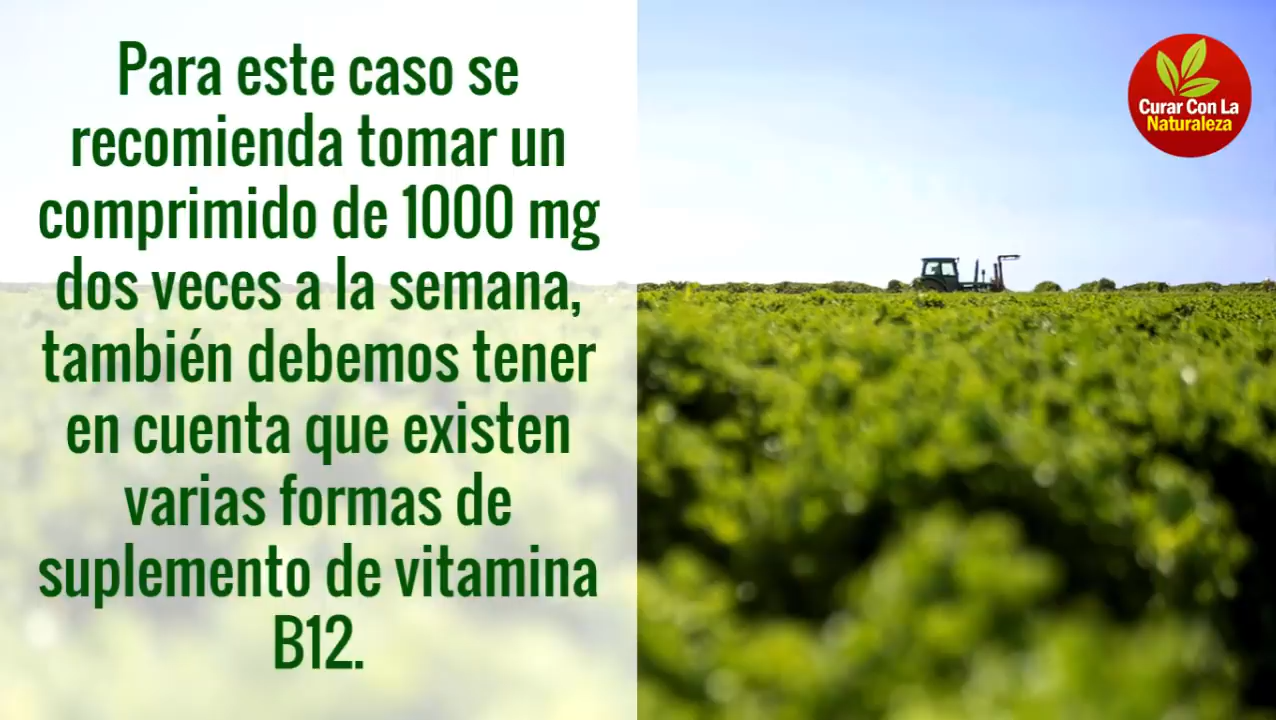 Para este caso se
recomienda tomar un
comprimido de 1000 mg
dos veces a la semana,
también debemos tener
en cuenta que existen
varias formas de
suplemento de vitamina
B12.
Curar Con La
Naturaleza